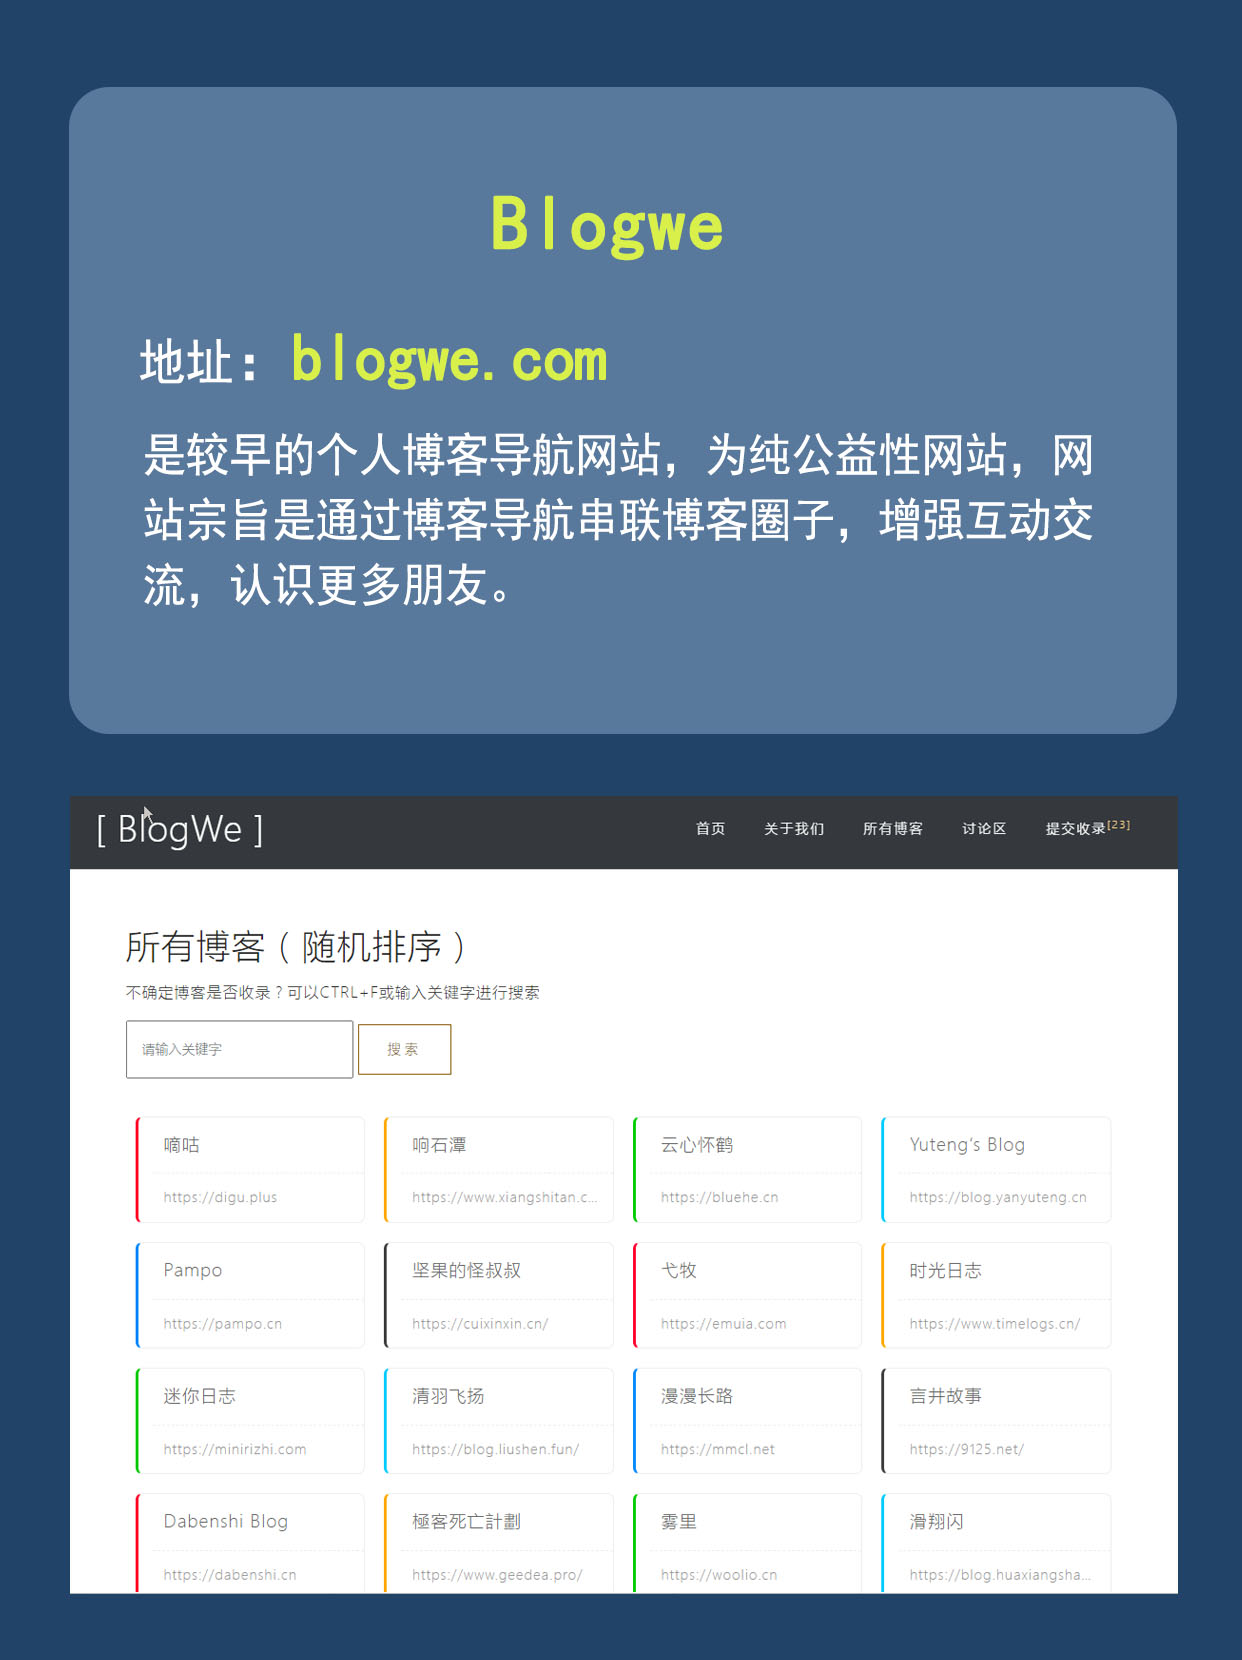 Blogwe
地址：blogwe.com
是较早的个人博客导航网站，为纯公益性网站，网
站宗旨是通过博客导航串联博客圈子，增强互动交
流，认识更多朋友。
[ BlogWe ]
首页 关于我们 所有博客 讨论区 提交收录[23]
所有博客（随机排序）
不确定博客是否收录？可以CTRL+F或输入关键字进行搜索
请输入关键字 搜 索
嘀咕 响石潭 云心怀鹤 Yuteng's Blog
https://digu.plus https://www.xiangshitan.c... https://bluehe.cn https://blog.yanyuteng.cn
Pampo 坚果的怪叔叔 弋牧 时光日志
https://pampo.cn https://cuixinxin.cn/ https://emuia.com https://www.timelogs.cn/
迷你日志 清羽飞扬 漫漫长路 言井故事
https://minirizhi.com https://blog.liushen.fun/ https://mmcl.net https://9125.net/
Dabenshi Blog 極客死亡計劃 雾里 滑翔闪
https://dabenshi.cn https://www.geedea.pro/ https://woolio.cn https://blog.huaxiangsha...